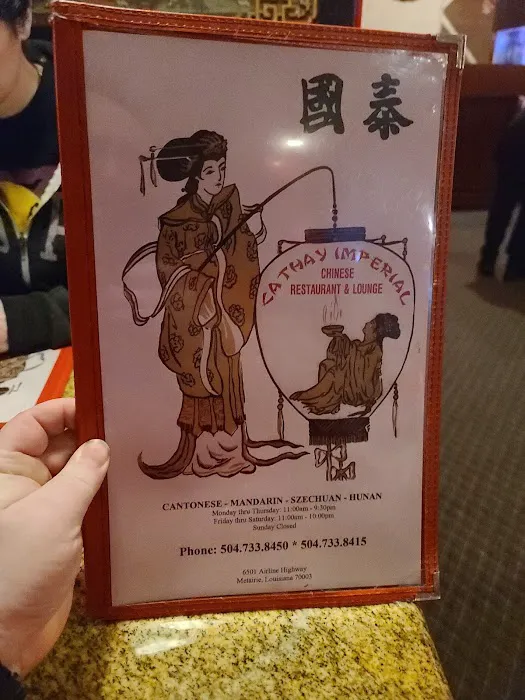 國泰
CATHAY IMPERIAL
CHINESE
RESTAURANT & LOUNGE
CANTONESE - MANDARIN - SZECHUAN - HUNAN
Monday thru Thursday: 11:00am - 9:30pm
Friday thru Saturday: 11:00am - 10:00pm
Sunday Closed
Phone: 504.733.8450 * 504.733.8415
6501 Airline Highway
Metairie, Louisiana 70003